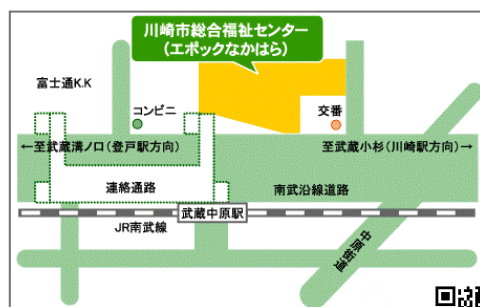 川崎市総合福祉センター
(エポックなかはら)
富士通K.K
コンビニ
交番
←至武蔵溝ノ口(登戸駅方向)
至武蔵小杉(川崎駅方向)→
連絡通路
南武沿線道路
武蔵中原駅
JR南武線
中原街道